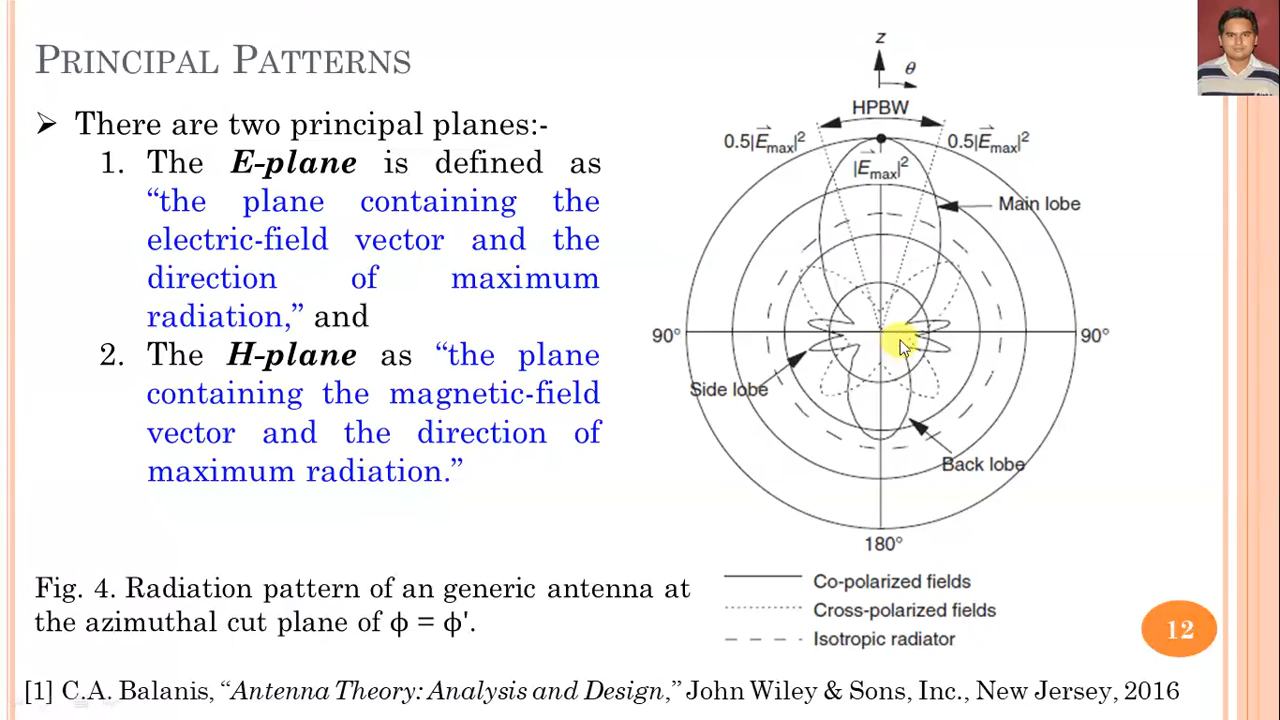 PRINCIPAL PATTERNS
➢ There are two principal planes:-
1. The E-plane is defined as
“the plane containing the
electric-field vector and the
direction of maximum
radiation,” and
2. The H-plane as “the plane
containing the magnetic-field
vector and the direction of
maximum radiation.”
z
θ
HPBW
0.5|E⃗max|²
0.5|E⃗max|²
|E⃗max|²
Main lobe
90°
90°
Side lobe
Back lobe
180°
Co-polarized fields
Cross-polarized fields
Isotropic radiator
Fig. 4. Radiation pattern of an generic antenna at
the azimuthal cut plane of ϕ = ϕ'.
12
[1] C.A. Balanis, “Antenna Theory: Analysis and Design,” John Wiley & Sons, Inc., New Jersey, 2016